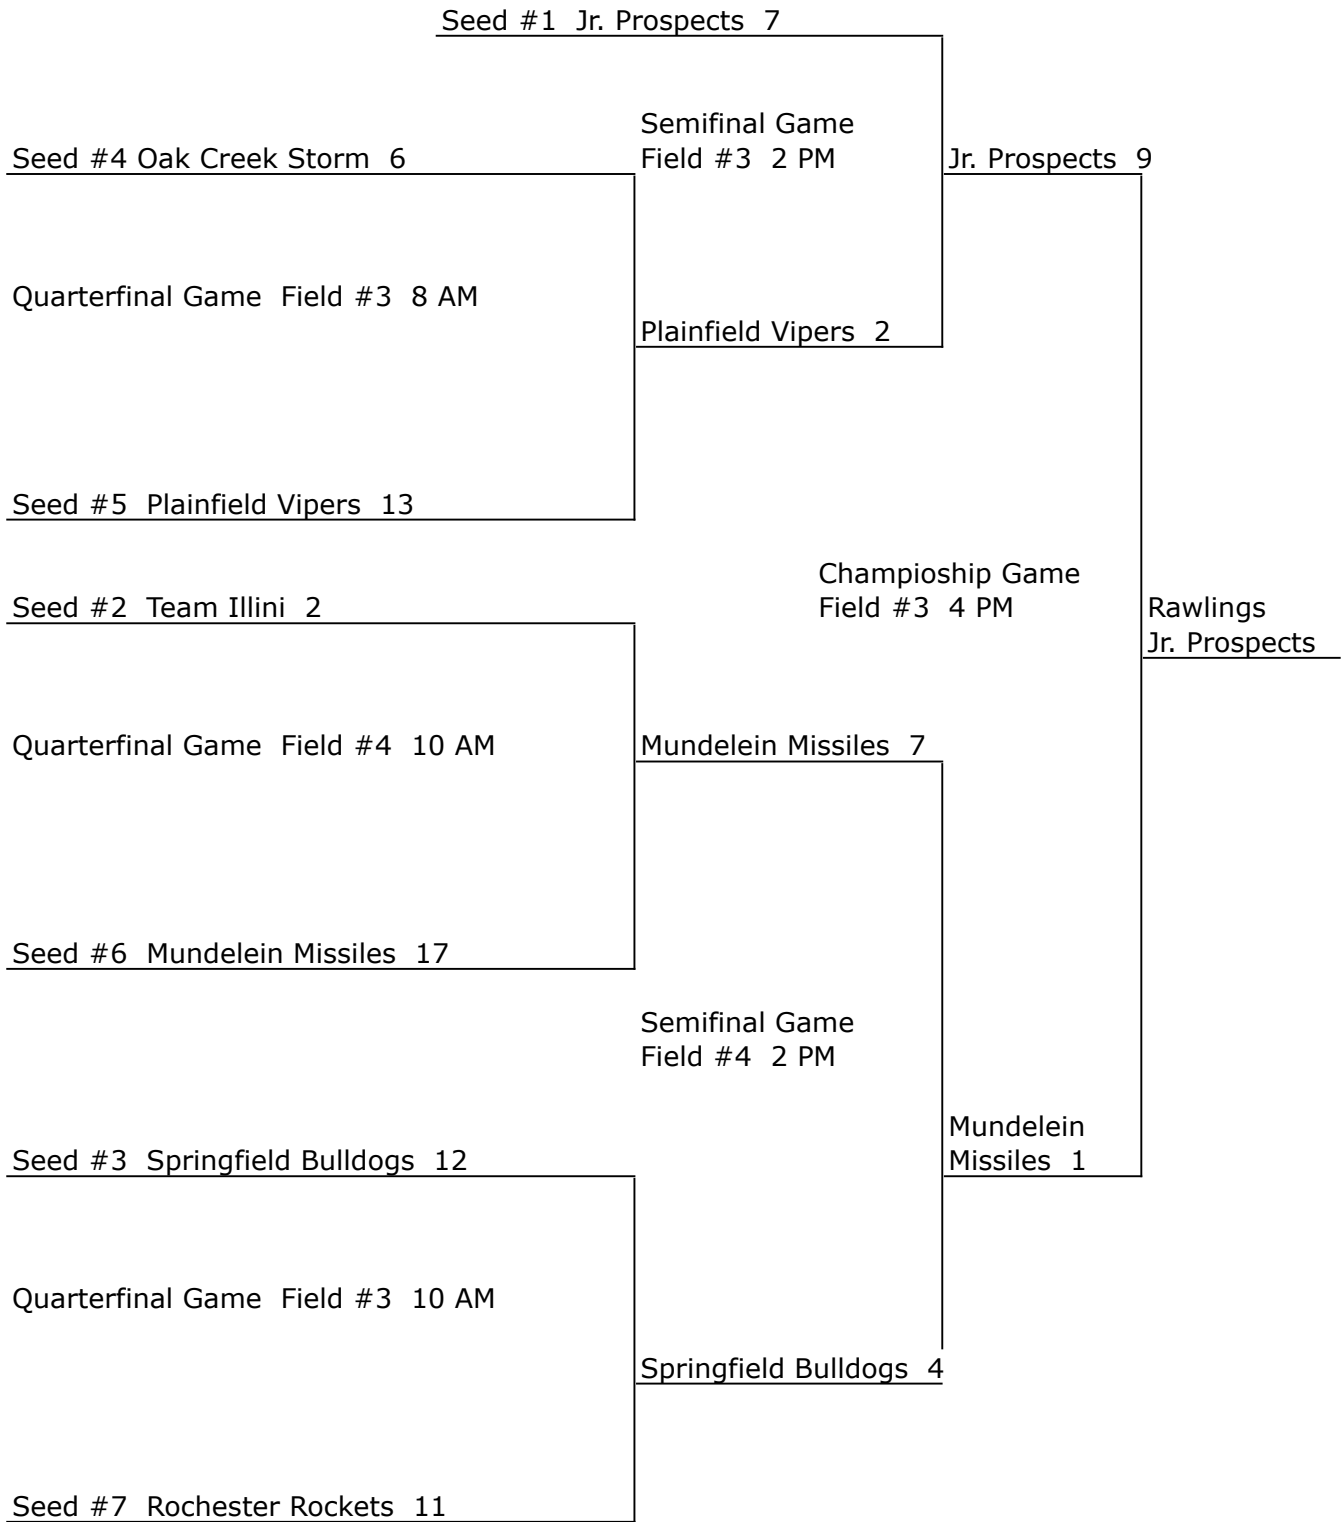 Seed #1  Jr. Prospects  7
Semifinal Game
Field #3  2 PM
Seed #4 Oak Creek Storm  6
Jr. Prospects  9
Quarterfinal Game  Field #3  8 AM
Plainfield Vipers  2
Seed #5  Plainfield Vipers  13
Champioship Game
Field #3  4 PM
Seed #2  Team Illini  2
Rawlings
Jr. Prospects
Quarterfinal Game  Field #4  10 AM
Mundelein Missiles  7
Seed #6  Mundelein Missiles  17
Semifinal Game
Field #4  2 PM
Mundelein
Missiles  1
Seed #3  Springfield Bulldogs  12
Quarterfinal Game  Field #3  10 AM
Springfield Bulldogs  4
Seed #7  Rochester Rockets  11